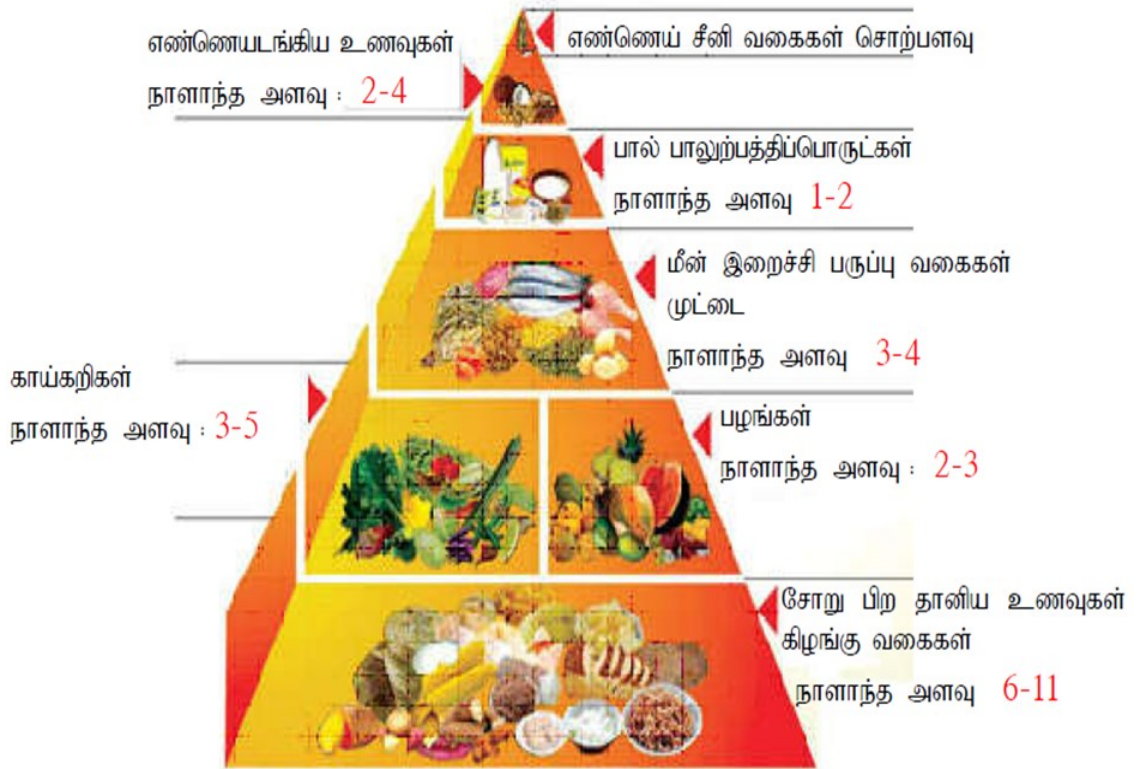 எண்ணெய் சீனி வகைகள் சொற்பளவு
எண்ணெயடங்கிய உணவுகள்
நாளாந்த அளவு : 2-4
பால் பாலுற்பத்திப்பொருட்கள்
நாளாந்த அளவு 1-2
மீன் இறைச்சி பருப்பு வகைகள்
முட்டை
நாளாந்த அளவு 3-4
காய்கறிகள்
நாளாந்த அளவு : 3-5
பழங்கள்
நாளாந்த அளவு : 2-3
சோறு பிற தானிய உணவுகள்
கிழங்கு வகைகள்
நாளாந்த அளவு 6-11